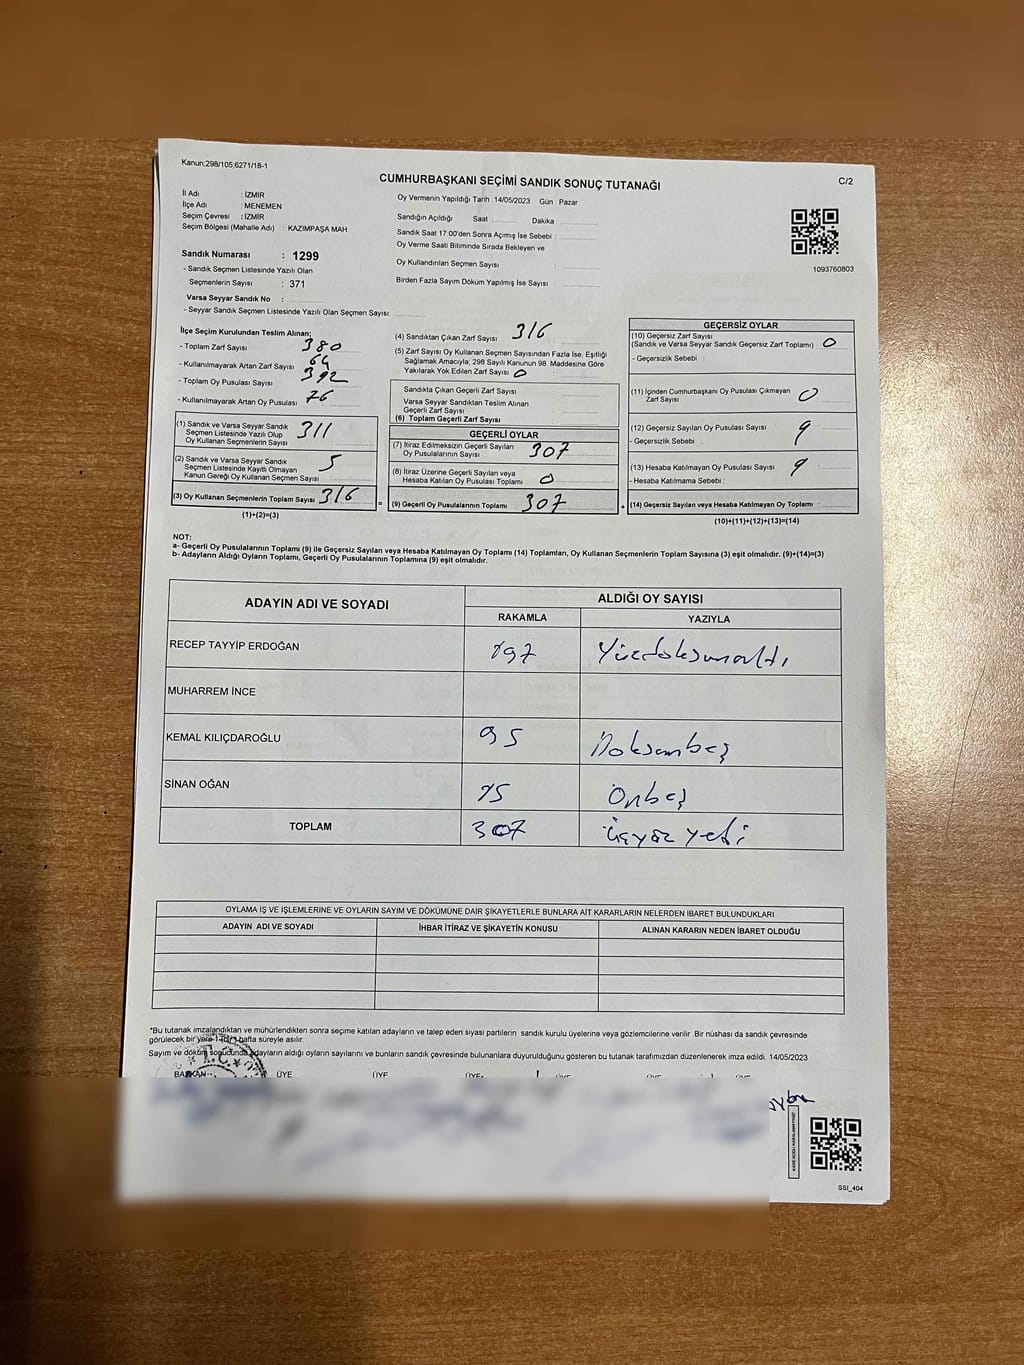 Kanun;298/105,6271/18-1
CUMHURBAŞKANI SEÇİMİ SANDIK SONUÇ TUTANAĞI
C/2
İl Adı : İZMİR
İlçe Adı : MENEMEN
Seçim Çevresi : İZMİR
Seçim Bölgesi (Mahalle Adı) : KAZIMPAŞA MAH.
Sandık Numarası : 1299
- Sandık Seçmen Listesinde Yazılı Olan
Seçmenlerin Sayısı : 371
Varsa Seyyar Sandık No :
- Seyyar Sandık Seçmen Listesinde Yazılı Olan Seçmen Sayısı
Oy Vermenin Yapıldığı Tarih : 14/05/2023 Gün : Pazar
Sandığın Açıldığı Saat Dakika :
Sandık Saat 17:00'den Sonra Açımış İse Sebebi :
Oy Verme Saati Bitiminde Sırada Bekleyen ve
Oy Kullandırılan Seçmen Sayısı :
Birden Fazla Sayım Döküm Yapılmış İse Sayısı :
1093760803
İlçe Seçim Kurulundan Teslim Alınan;
- Toplam Zarf Sayısı 380
- Kullanılmayarak Artan Zarf Sayısı 64
- Toplam Oy Pusulası Sayısı 392
- Kullanılmayarak Artan Oy Pusulası 76
(1) Sandık ve Varsa Seyyar Sandık
Seçmen Listesinde Yazılı Olup
Oy Kullanan Seçmenlerin Sayısı 311
(2) Sandık ve Varsa Seyyar Sandık
Seçmen Listesinde Kayıtlı Olmayan
Kanun Gereği Oy Kullanan Seçmen Sayısı 5
(3) Oy Kullanan Seçmenlerin Toplam Sayısı 316
(1)+(2)=(3)
(4) Sandıktan Çıkan Zarf Sayısı 316
(5) Zarf Sayısı Oy Kullanan Seçmen Sayısından Fazla İse, Eşitliği
Sağlamak Amacıyla; 298 Sayılı Kanunun 98. Maddesine Göre
Yakılarak Yok Edilen Zarf Sayısı 0
Sandıkta Çıkan Geçerli Zarf Sayısı
Varsa Seyyar Sandıktan Teslim Alınan
Geçerli Zarf Sayısı
(6) Toplam Geçerli Zarf Sayısı
GEÇERLİ OYLAR
(7) İtiraz Edilmeksizin Geçerli Sayılan
Oy Pusulalarının Sayısı 307
(8) İtiraz Üzerine Geçerli Sayılan veya
Hesaba Katılan Oy Pusulası Toplamı 0
= (9) Geçerli Oy Pusulalarının Toplamı 307 +
GEÇERSİZ OYLAR
(10) Geçersiz Zarf Sayısı
(Sandık ve Varsa Seyyar Sandık Geçersiz Zarf Toplamı) : 0
- Geçersizlik Sebebi :
(11) İçinden Cumhurbaşkanı Oy Pusulası Çıkmayan
Zarf Sayısı 0
(12) Geçersiz Sayılan Oy Pusulası Sayısı 9
- Geçersizlik Sebebi
(13) Hesaba Katılmayan Oy Pusulası Sayısı 9
- Hesaba Katılmama Sebebi :
(14) Geçersiz Sayılan veya Hesaba Katılmayan Oy Toplamı :
(10)+(11)+(12)+(13)=(14)
NOT:
a- Geçerli Oy Pusulalarının Toplamı (9) ile Geçersiz Sayılan veya Hesaba Katılmayan Oy Toplamı (14) Toplamları, Oy Kullanan Seçmenlerin Toplam Sayısına (3) eşit olmalıdır. (9)+(14)=(3)
b- Adayların Aldığı Oyların Toplamı, Geçerli Oy Pusulalarının Toplamına (9) eşit olmalıdır.
ADAYIN ADI VE SOYADI
ALDIĞI OY SAYISI
RAKAMLA YAZIYLA
RECEP TAYYİP ERDOĞAN 197 Yüzdoksanaltı
MUHARREM İNCE
KEMAL KILIÇDAROĞLU 95 Doksanbeş
SİNAN OĞAN 15 Onbeş
TOPLAM 307 üçyüz yedi
OYLAMA İŞ VE İŞLEMLERİNE VE OYLARIN SAYIM VE DÖKÜMÜNE DAİR ŞİKAYETLERLE BUNLARA AİT KARARLARIN NELERDEN İBARET BULUNDUKLARI
ADAYIN ADI VE SOYADI İHBAR İTİRAZ VE ŞİKAYETİN KONUSU ALINAN KARARIN NEDEN İBARET OLDUĞU
*Bu tutanak imzalandıktan ve mühürlendikten sonra seçime katılan adayların ve talep eden siyasi partilerin sandık kurulu üyelerine veya gözlemcilerine verilir .Bir nüshası da sandık çevresinde
görülecek bir yere 1 (bir) hafta süreyle asılır.
Sayım ve döküm sonucunda adayların aldığı oyların sayılarını ve bunların sandık çevresinde bulunanlara duyurulduğunu gösteren bu tutanak tarafımızdan düzenlenerek imza edildi. 14/05/2023
T.C.
BAŞKAN ÜYE ÜYE ÜYE ÜYE ÜYE ÜYE
SSI_404